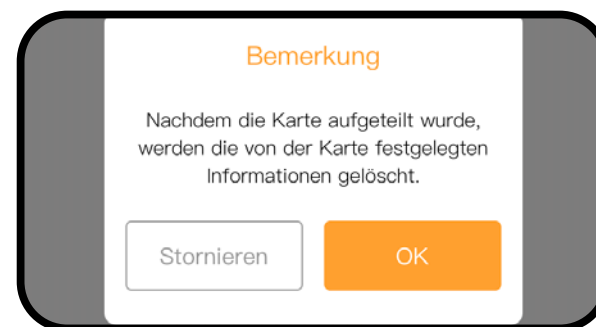 Bemerkung
Nachdem die Karte aufgeteilt wurde,
werden die von der Karte festgelegten
Informationen gelöscht.
Stornieren
OK